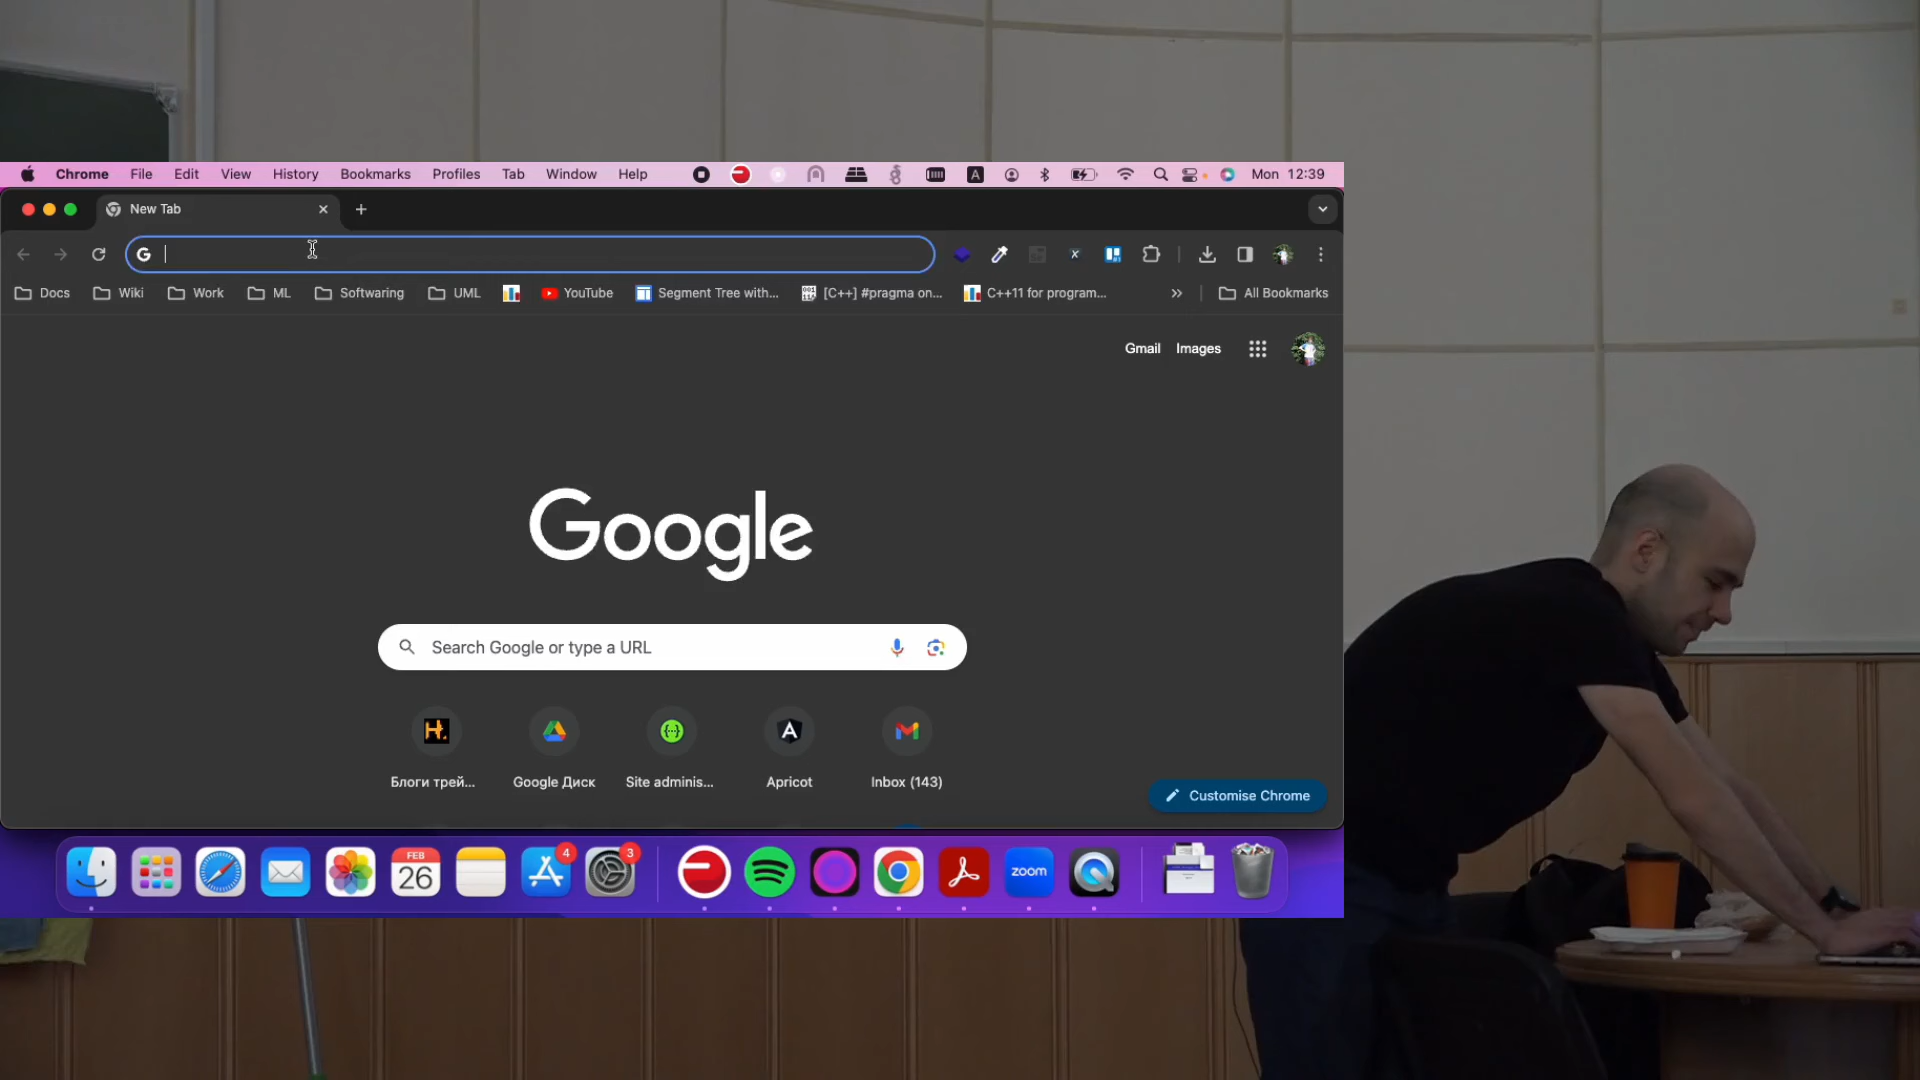 Chrome File Edit View History Bookmarks Profiles Tab Window Help A Mon 12:39
New Tab
Docs Wiki Work ML Softwaring UML YouTube Segment Tree with... [C++] #pragma on... C++11 for program... » All Bookmarks
Gmail Images
Google
Search Google or type a URL
Блоги трей... Google Диск Site adminis... Apricot Inbox (143)
Customise Chrome
FEB
26
4
3
zoom